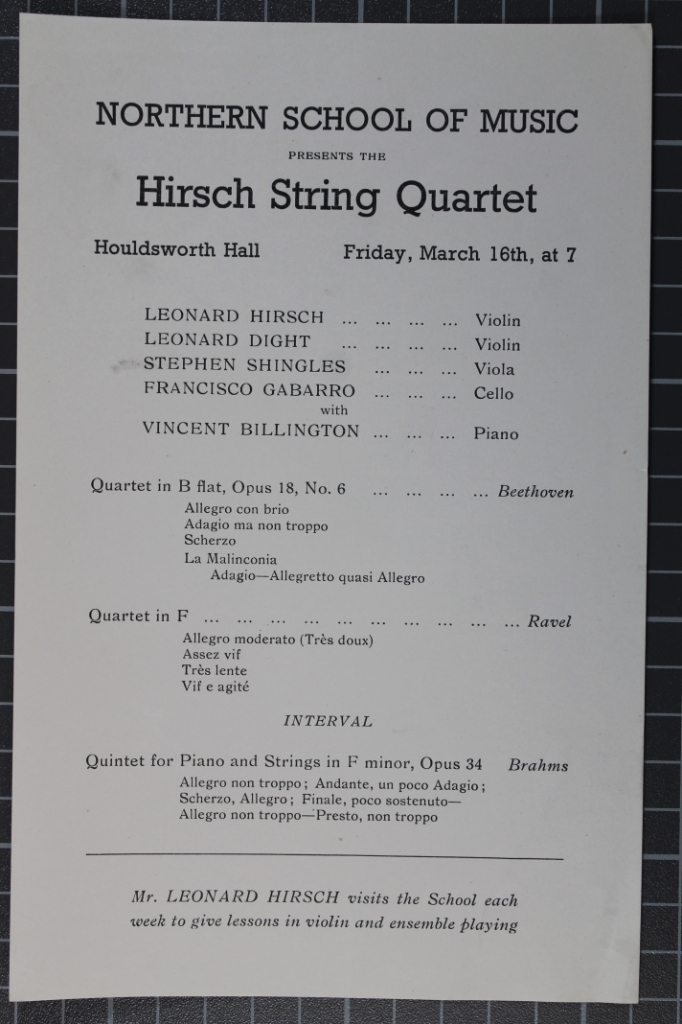 NORTHERN SCHOOL OF MUSIC
PRESENTS THE
Hirsch String Quartet
Houldsworth Hall Friday, March 16th, at 7
LEONARD HIRSCH ... ... ... ... Violin
LEONARD DIGHT ... ... ... ... Violin
STEPHEN SHINGLES ... ... ... Viola
FRANCISCO GABARRO ... ... ... Cello
with
VINCENT BILLINGTON ... ... ... Piano
Quartet in B flat, Opus 18, No. 6 ... ... ... ... Beethoven
Allegro con brio
Adagio ma non troppo
Scherzo
La Malinconia
Adagio—Allegretto quasi Allegro
Quartet in F ... ... ... ... ... ... ... ... ... ... Ravel
Allegro moderato (Très doux)
Assez vif
Très lente
Vif e agité
INTERVAL
Quintet for Piano and Strings in F minor, Opus 34 Brahms
Allegro non troppo; Andante, un poco Adagio;
Scherzo, Allegro; Finale, poco sostenuto—
Allegro non troppo—Presto, non troppo
Mr. LEONARD HIRSCH visits the School each
week to give lessons in violin and ensemble playing